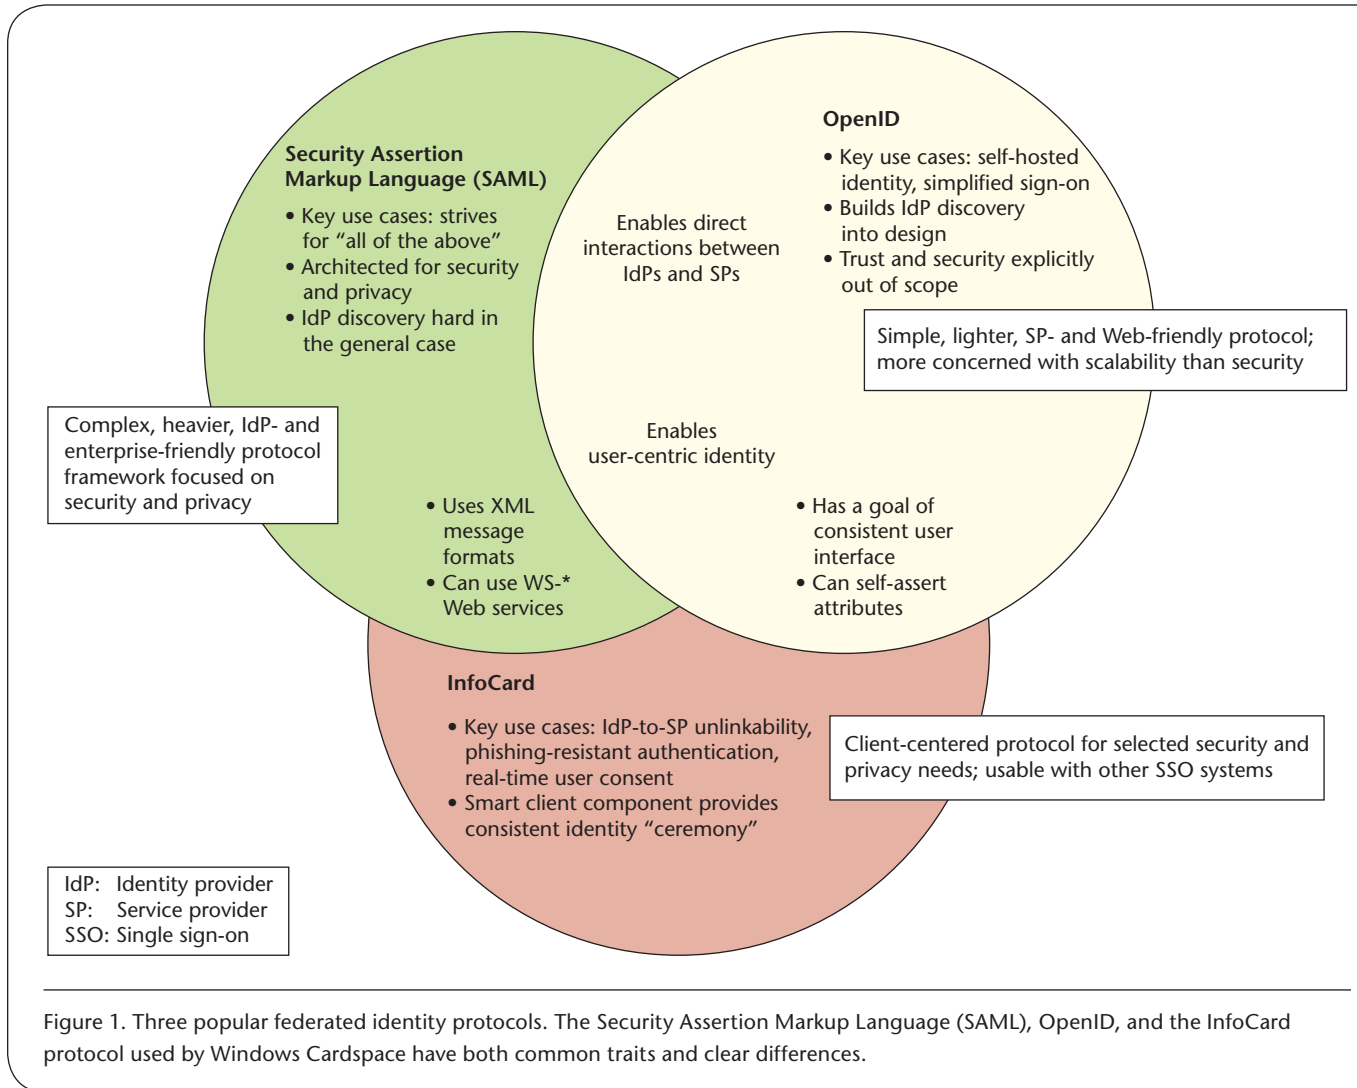 Security Assertion
Markup Language (SAML)
• Key use cases: strives
for “all of the above”
• Architected for security
and privacy
• IdP discovery hard in
the general case
Enables direct
interactions between
IdPs and SPs
OpenID
• Key use cases: self-hosted
identity, simplified sign-on
• Builds IdP discovery
into design
• Trust and security explicitly
out of scope
Simple, lighter, SP- and Web-friendly protocol;
more concerned with scalability than security
Complex, heavier, IdP- and
enterprise-friendly protocol
framework focused on
security and privacy
Enables
user-centric identity
• Uses XML
message
formats
• Can use WS-*
Web services
• Has a goal of
consistent user
interface
• Can self-assert
attributes
InfoCard
• Key use cases: IdP-to-SP unlinkability,
phishing-resistant authentication,
real-time user consent
• Smart client component provides
consistent identity “ceremony”
Client-centered protocol for selected security and
privacy needs; usable with other SSO systems
IdP: Identity provider
SP: Service provider
SSO: Single sign-on
Figure 1. Three popular federated identity protocols. The Security Assertion Markup Language (SAML), OpenID, and the InfoCard
protocol used by Windows Cardspace have both common traits and clear differences.